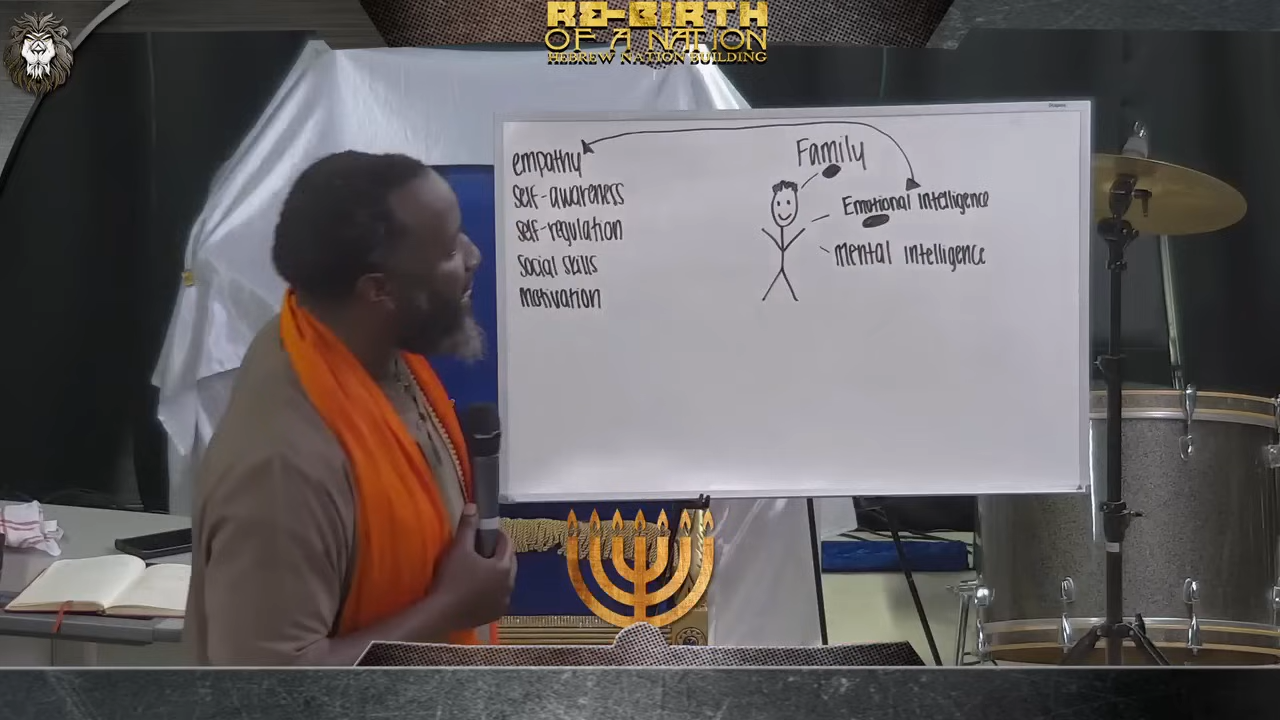 RE-BIRTH
OF A NATION
HEBREW NATION BUILDING
empathy
self-awareness
self-regulation
social skills
motivation
Family
Emotional intelligence
mental intelligence